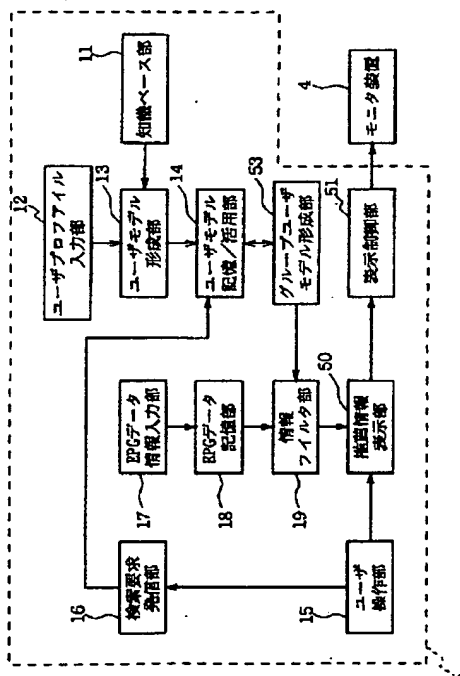 12
ユーザプロファイル
入力部
11
知識ベース部
13
ユーザモデル
形成部
14
ユーザモデル
記憶／活用部
53
グループユーザ
モデル形成部
4
モニタ装置
51
表示制御部
EPGデータ
情報入力部
17
EPGデータ
記憶部
18
情報
フィルタ部
19
50
推薦情報
表示部
検索要求
発信部
16
ユーザ
操作部
15